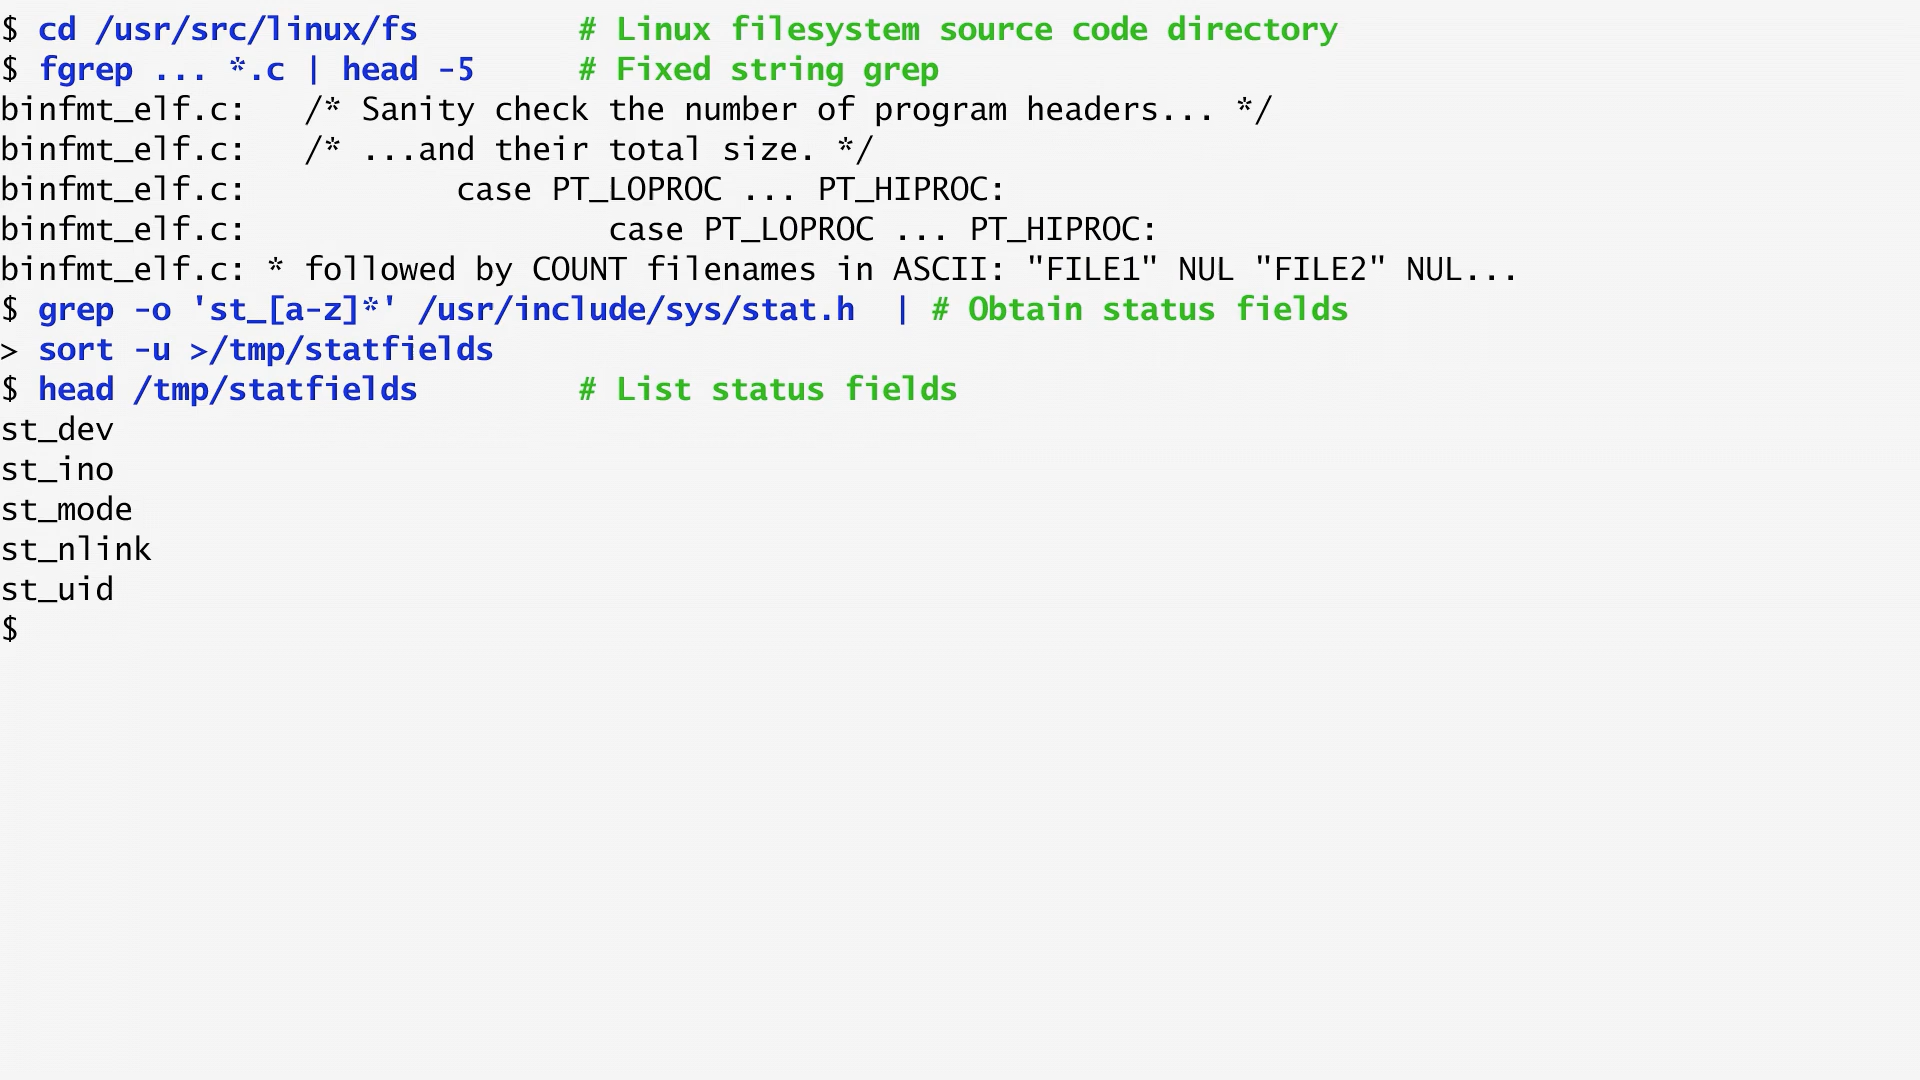 $ cd /usr/src/linux/fs        # Linux filesystem source code directory
$ fgrep ... *.c | head -5     # Fixed string grep
binfmt_elf.c:   /* Sanity check the number of program headers... */
binfmt_elf.c:   /* ...and their total size. */
binfmt_elf.c:           case PT_LOPROC ... PT_HIPROC:
binfmt_elf.c:                   case PT_LOPROC ... PT_HIPROC:
binfmt_elf.c: * followed by COUNT filenames in ASCII: "FILE1" NUL "FILE2" NUL...
$ grep -o 'st_[a-z]*' /usr/include/sys/stat.h  | # Obtain status fields
> sort -u >/tmp/statfields
$ head /tmp/statfields        # List status fields
st_dev
st_ino
st_mode
st_nlink
st_uid
$